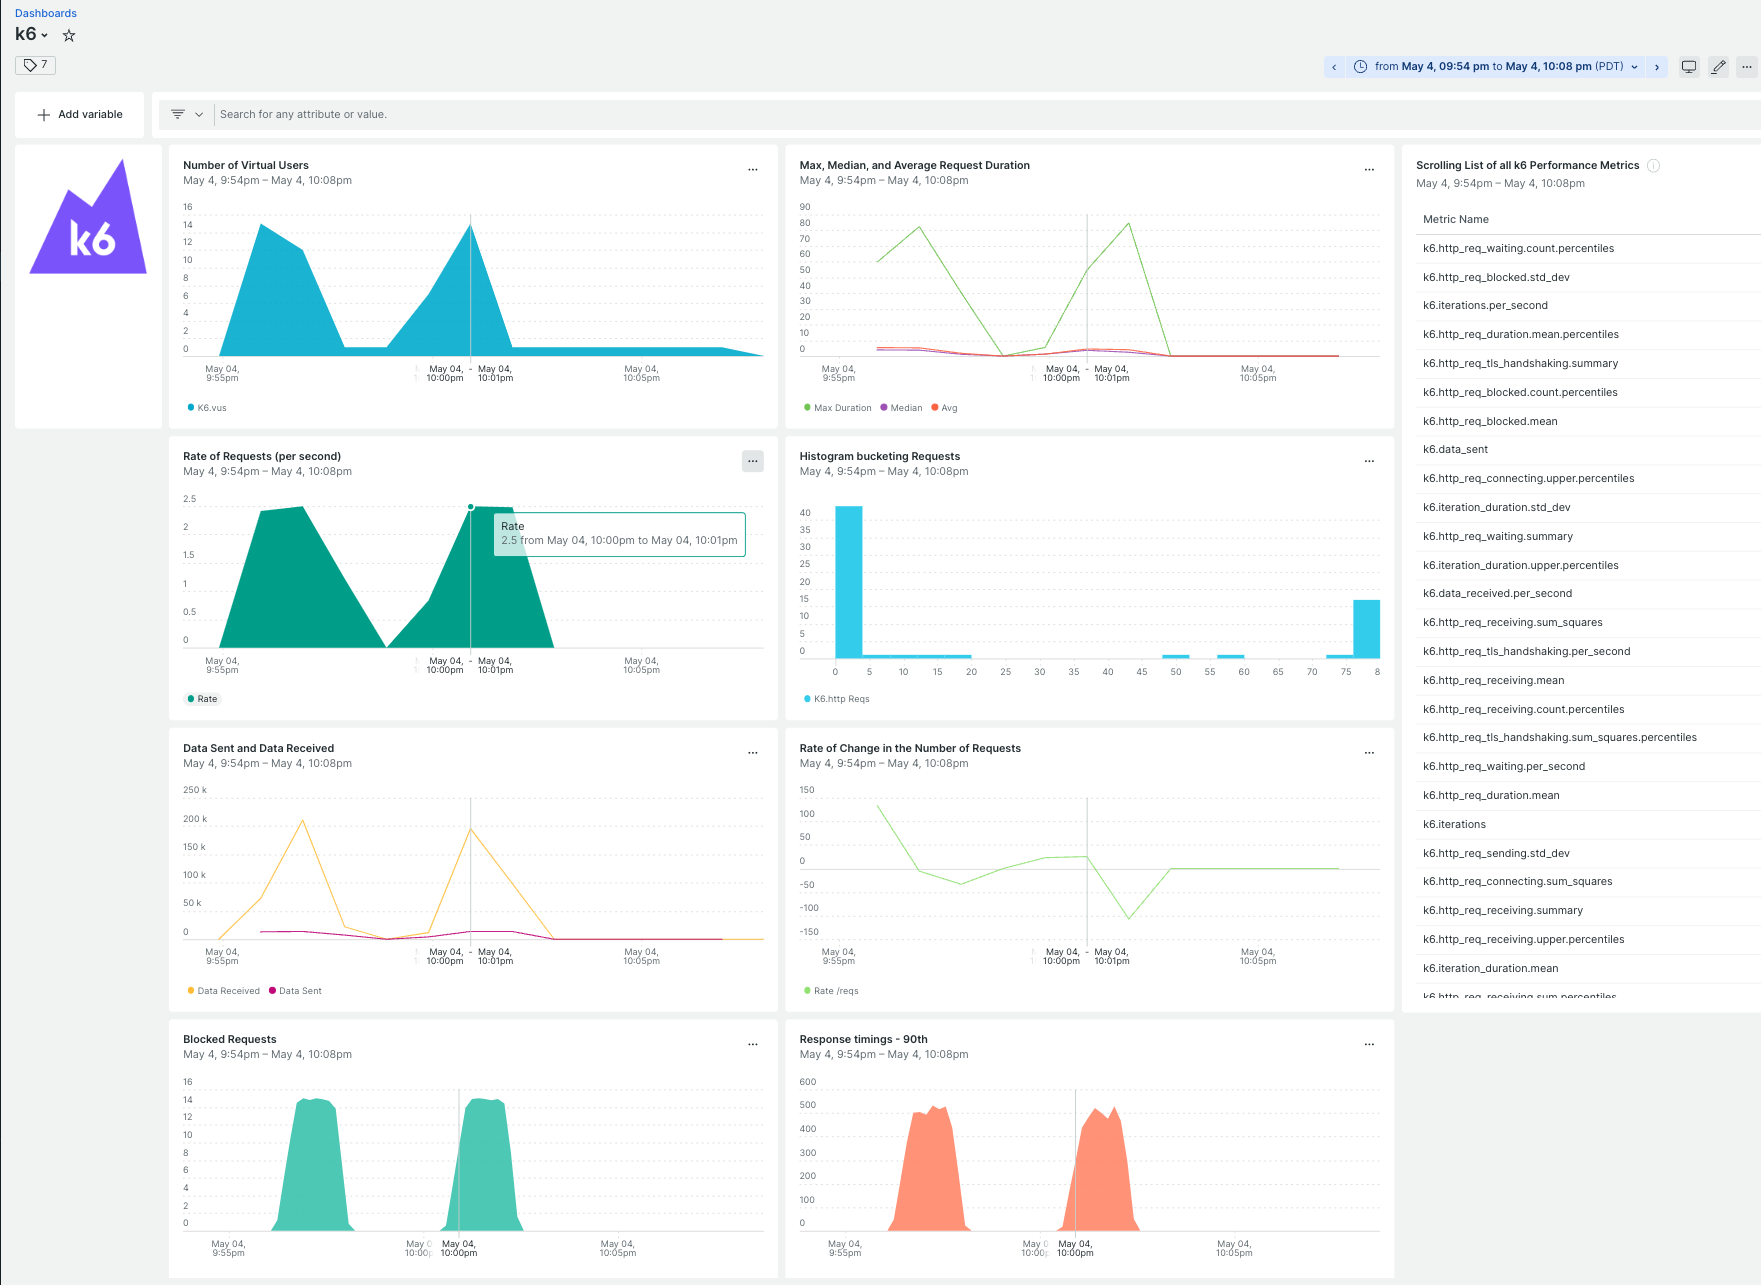 Dashboards
k6
7
from May 4, 09:54 pm to May 4, 10:08 pm (PDT)
Add variable
Search for any attribute or value.
k6
Number of Virtual Users
May 4, 9:54pm – May 4, 10:08pm
16
14
12
10
8
6
4
2
0
May 04,
9:55pm
May 04, - May 04,
10:00pm 10:01pm
May 04,
10:05pm
K6.vus
Max, Median, and Average Request Duration
May 4, 9:54pm – May 4, 10:08pm
90
80
70
60
50
40
30
20
10
0
May 04,
9:55pm
May 04, - May 04,
10:00pm 10:01pm
May 04,
10:05pm
Max Duration Median Avg
Rate of Requests (per second)
May 4, 9:54pm – May 4, 10:08pm
2.5
2
1.5
1
0.5
0
Rate
2.5 from May 04, 10:00pm to May 04, 10:01pm
May 04,
9:55pm
May 04, - May 04,
10:00pm 10:01pm
May 04,
10:05pm
Rate
Histogram bucketing Requests
May 4, 9:54pm – May 4, 10:08pm
40
35
30
25
20
15
10
5
0
0 5 10 15 20 25 30 35 40 45 50 55 60 65 70 75 8
K6.http Reqs
Data Sent and Data Received
May 4, 9:54pm – May 4, 10:08pm
250 k
200 k
150 k
100 k
50 k
0
May 04,
9:55pm
May 04, - May 04,
10:00pm 10:01pm
May 04,
10:05pm
Data Received Data Sent
Rate of Change in the Number of Requests
May 4, 9:54pm – May 4, 10:08pm
150
100
50
0
-50
-100
-150
May 04,
9:55pm
May 04, - May 04,
10:00pm 10:01pm
May 04,
10:05pm
Rate /reqs
Blocked Requests
May 4, 9:54pm – May 4, 10:08pm
16
14
12
10
8
6
4
2
0
May 04,
9:55pm
May 0
10:00p
May 04,
10:00pm
May 04,
10:05pm
Response timings - 90th
May 4, 9:54pm – May 4, 10:08pm
600
500
400
300
200
100
0
May 04,
9:55pm
May 0
10:00p
May 04,
10:00pm
May 04,
10:05pm
Scrolling List of all k6 Performance Metrics
May 4, 9:54pm – May 4, 10:08pm
Metric Name
k6.http_req_waiting.count.percentiles
k6.http_req_blocked.std_dev
k6.iterations.per_second
k6.http_req_duration.mean.percentiles
k6.http_req_tls_handshaking.summary
k6.http_req_blocked.count.percentiles
k6.http_req_blocked.mean
k6.data_sent
k6.http_req_connecting.upper.percentiles
k6.iteration_duration.std_dev
k6.http_req_waiting.summary
k6.iteration_duration.upper.percentiles
k6.data_received.per_second
k6.http_req_receiving.sum_squares
k6.http_req_tls_handshaking.per_second
k6.http_req_receiving.mean
k6.http_req_receiving.count.percentiles
k6.http_req_tls_handshaking.sum_squares.percentiles
k6.http_req_waiting.per_second
k6.http_req_duration.mean
k6.iterations
k6.http_req_sending.std_dev
k6.http_req_connecting.sum_squares
k6.http_req_receiving.summary
k6.http_req_receiving.upper.percentiles
k6.iteration_duration.mean
k6.http_req_receiving.sum.percentiles